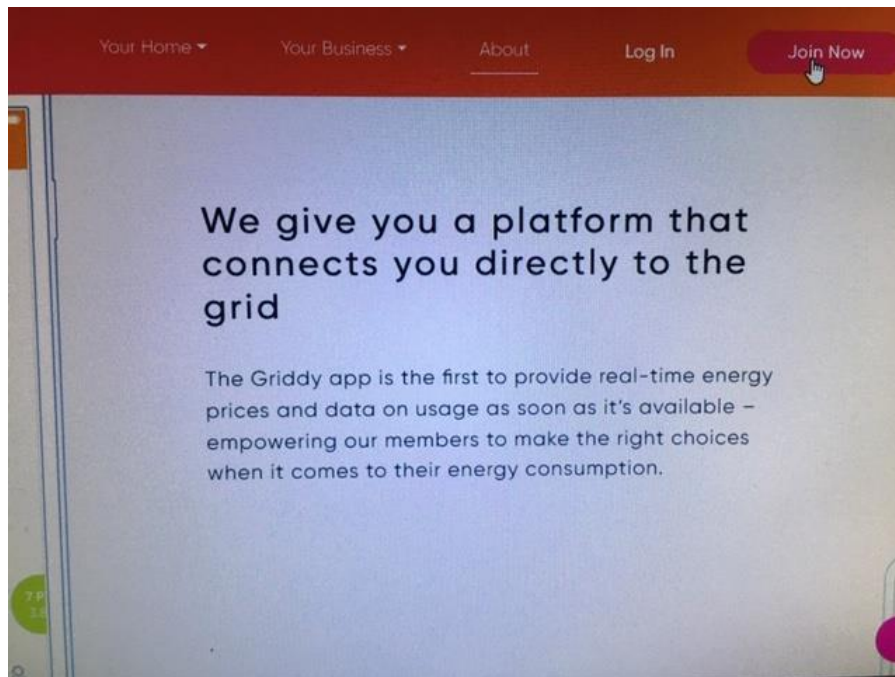 Your Home
Your Business
About
Log In
Join Now
We give you a platform that
connects you directly to the
grid
The Griddy app is the first to provide real-time energy
prices and data on usage as soon as it's available –
empowering our members to make the right choices
when it comes to their energy consumption.